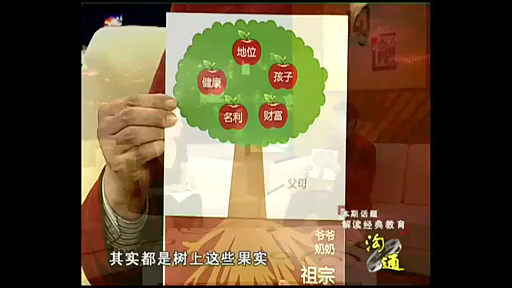 地位
健康
孩子
名利
财富
父母
本期话题
解读经典教育
沟通
爷爷
奶奶
祖宗
其实都是树上这些果实